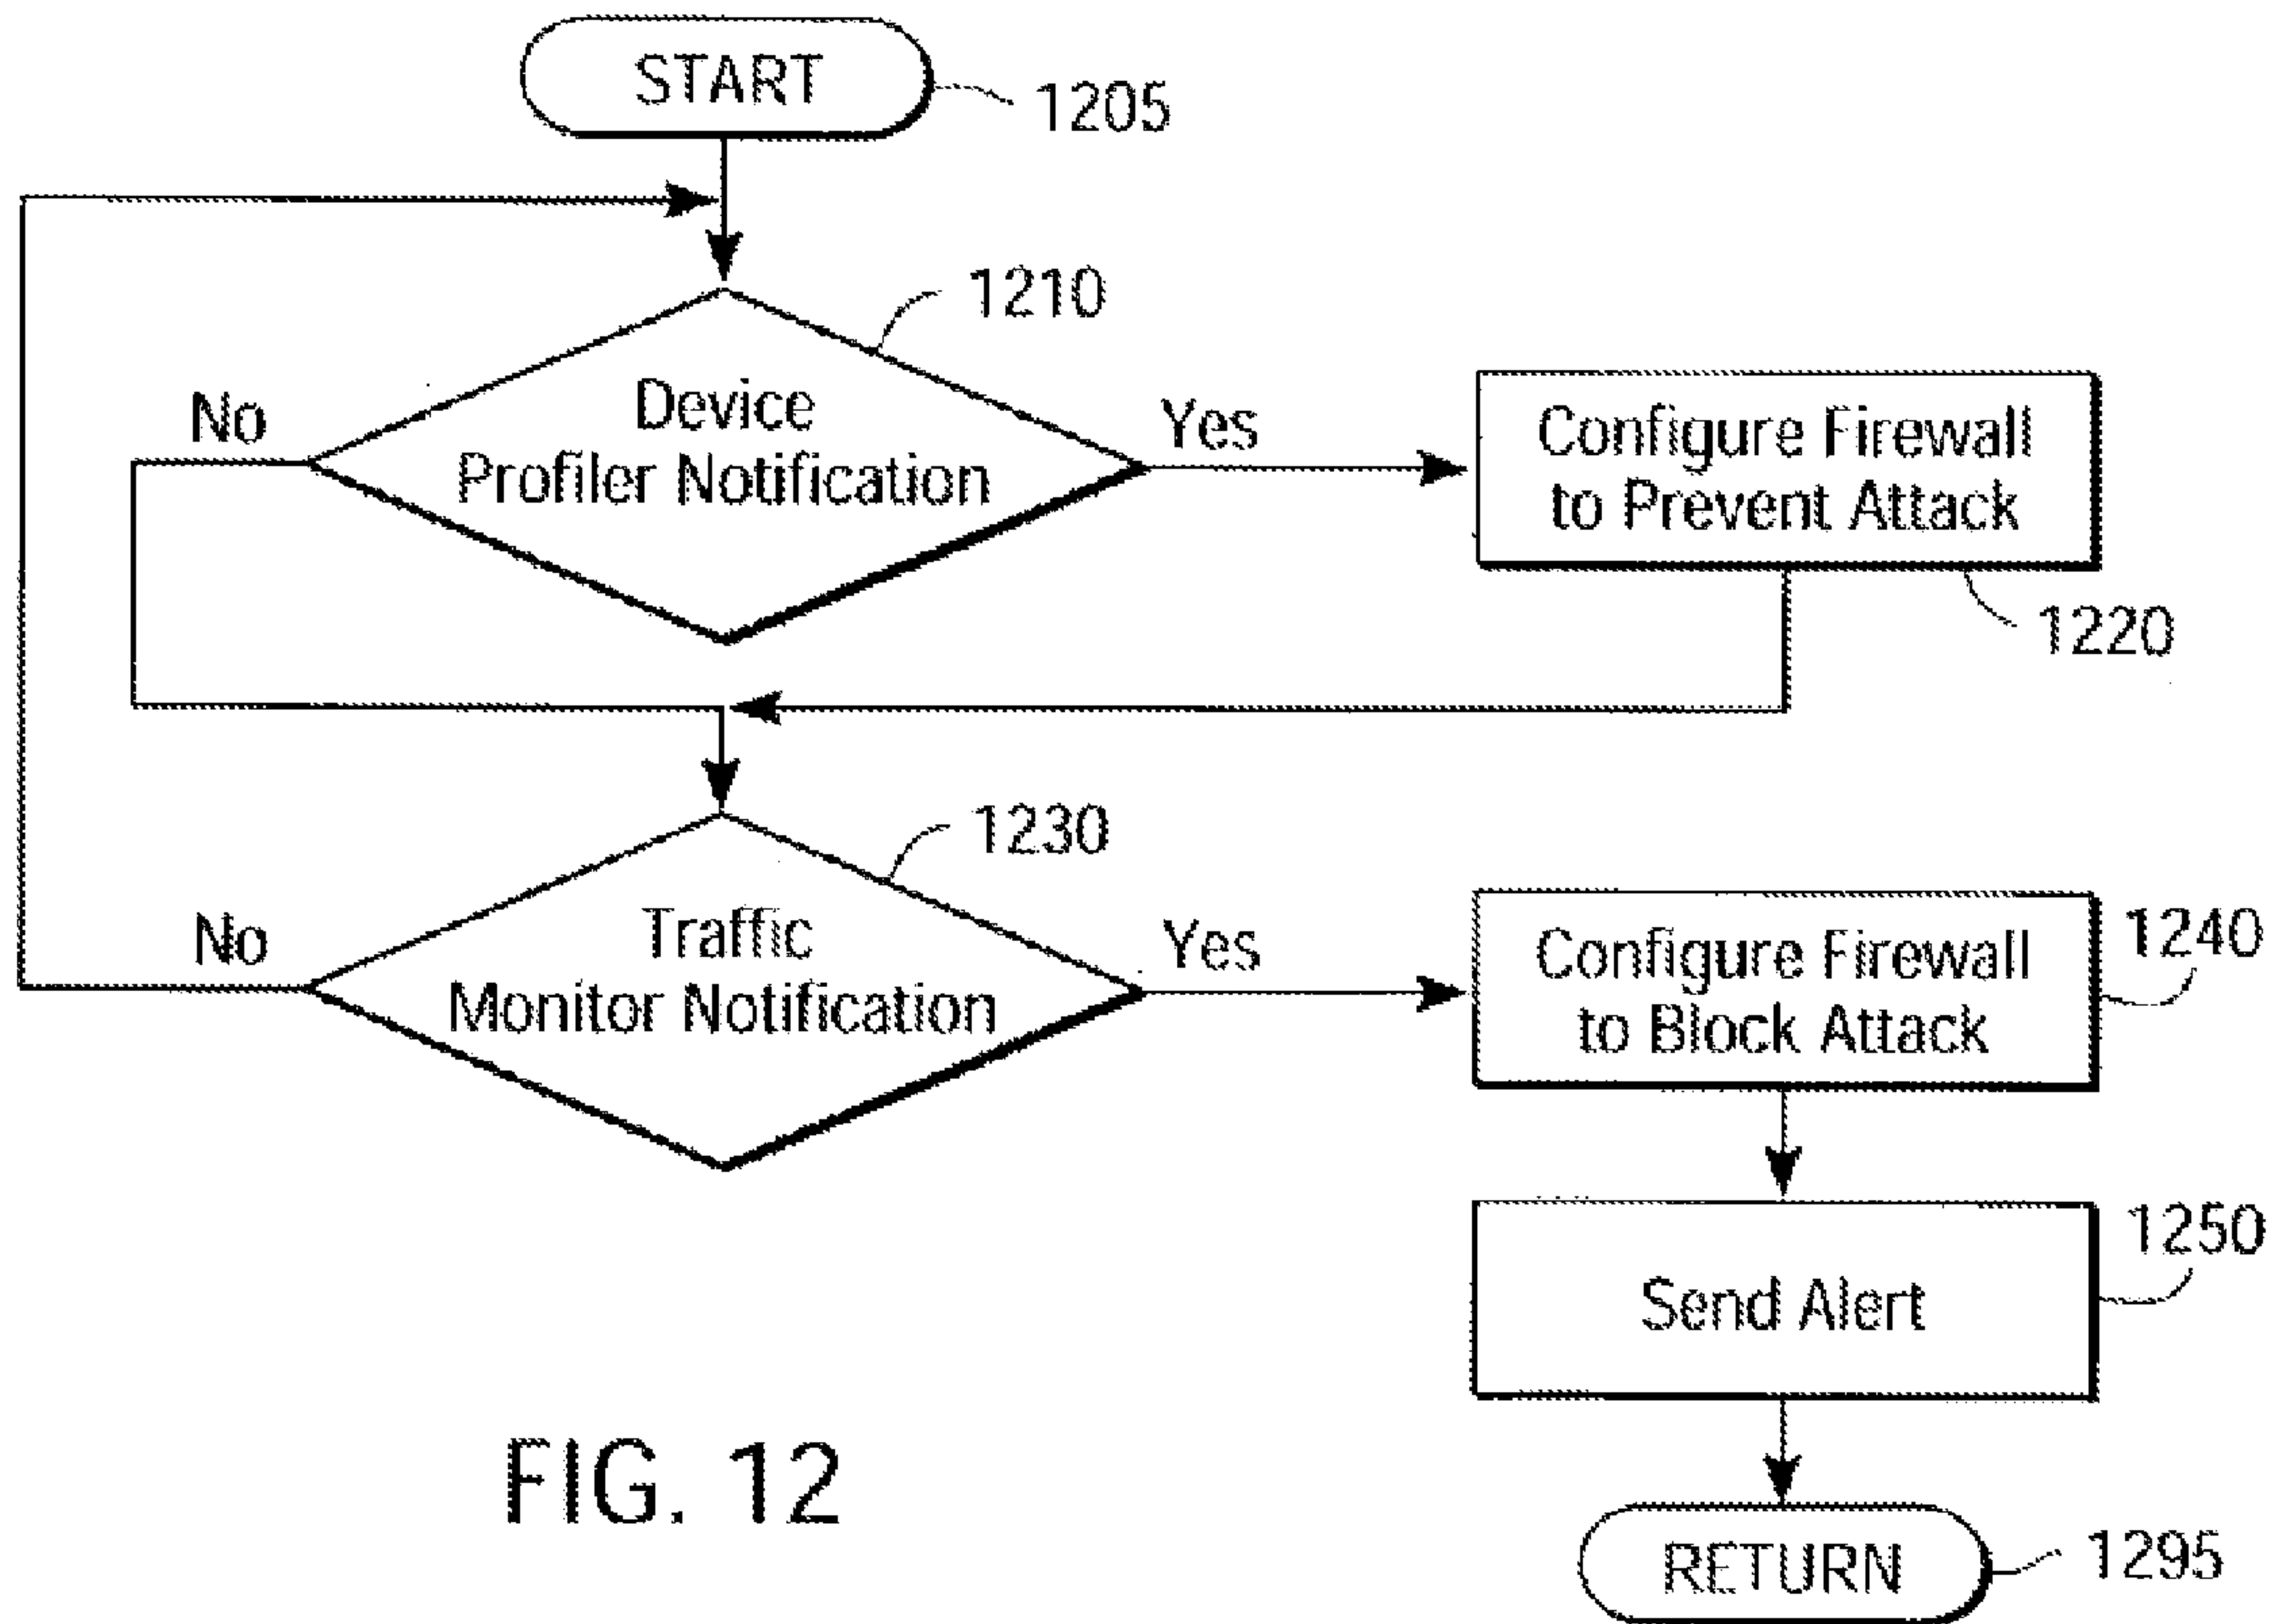 START
1205
1210
Device
Profiler Notification
No
Yes
Configure Firewall
to Prevent Attack
1220
1230
Traffic
Monitor Notification
No
Yes
Configure Firewall
to Block Attack
1240
Send Alert
1250
RETURN
1295
FIG. 12